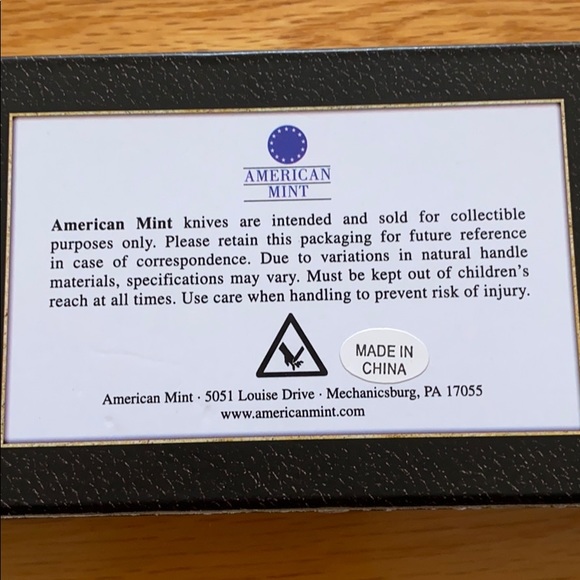 AMERICAN
MINT
American Mint knives are intended and sold for collectible
purposes only. Please retain this packaging for future reference
in case of correspondence. Due to variations in natural handle
materials, specifications may vary. Must be kept out of children's
reach at all times. Use care when handling to prevent risk of injury.
MADE IN
CHINA
American Mint · 5051 Louise Drive · Mechanicsburg, PA 17055
www.americanmint.com